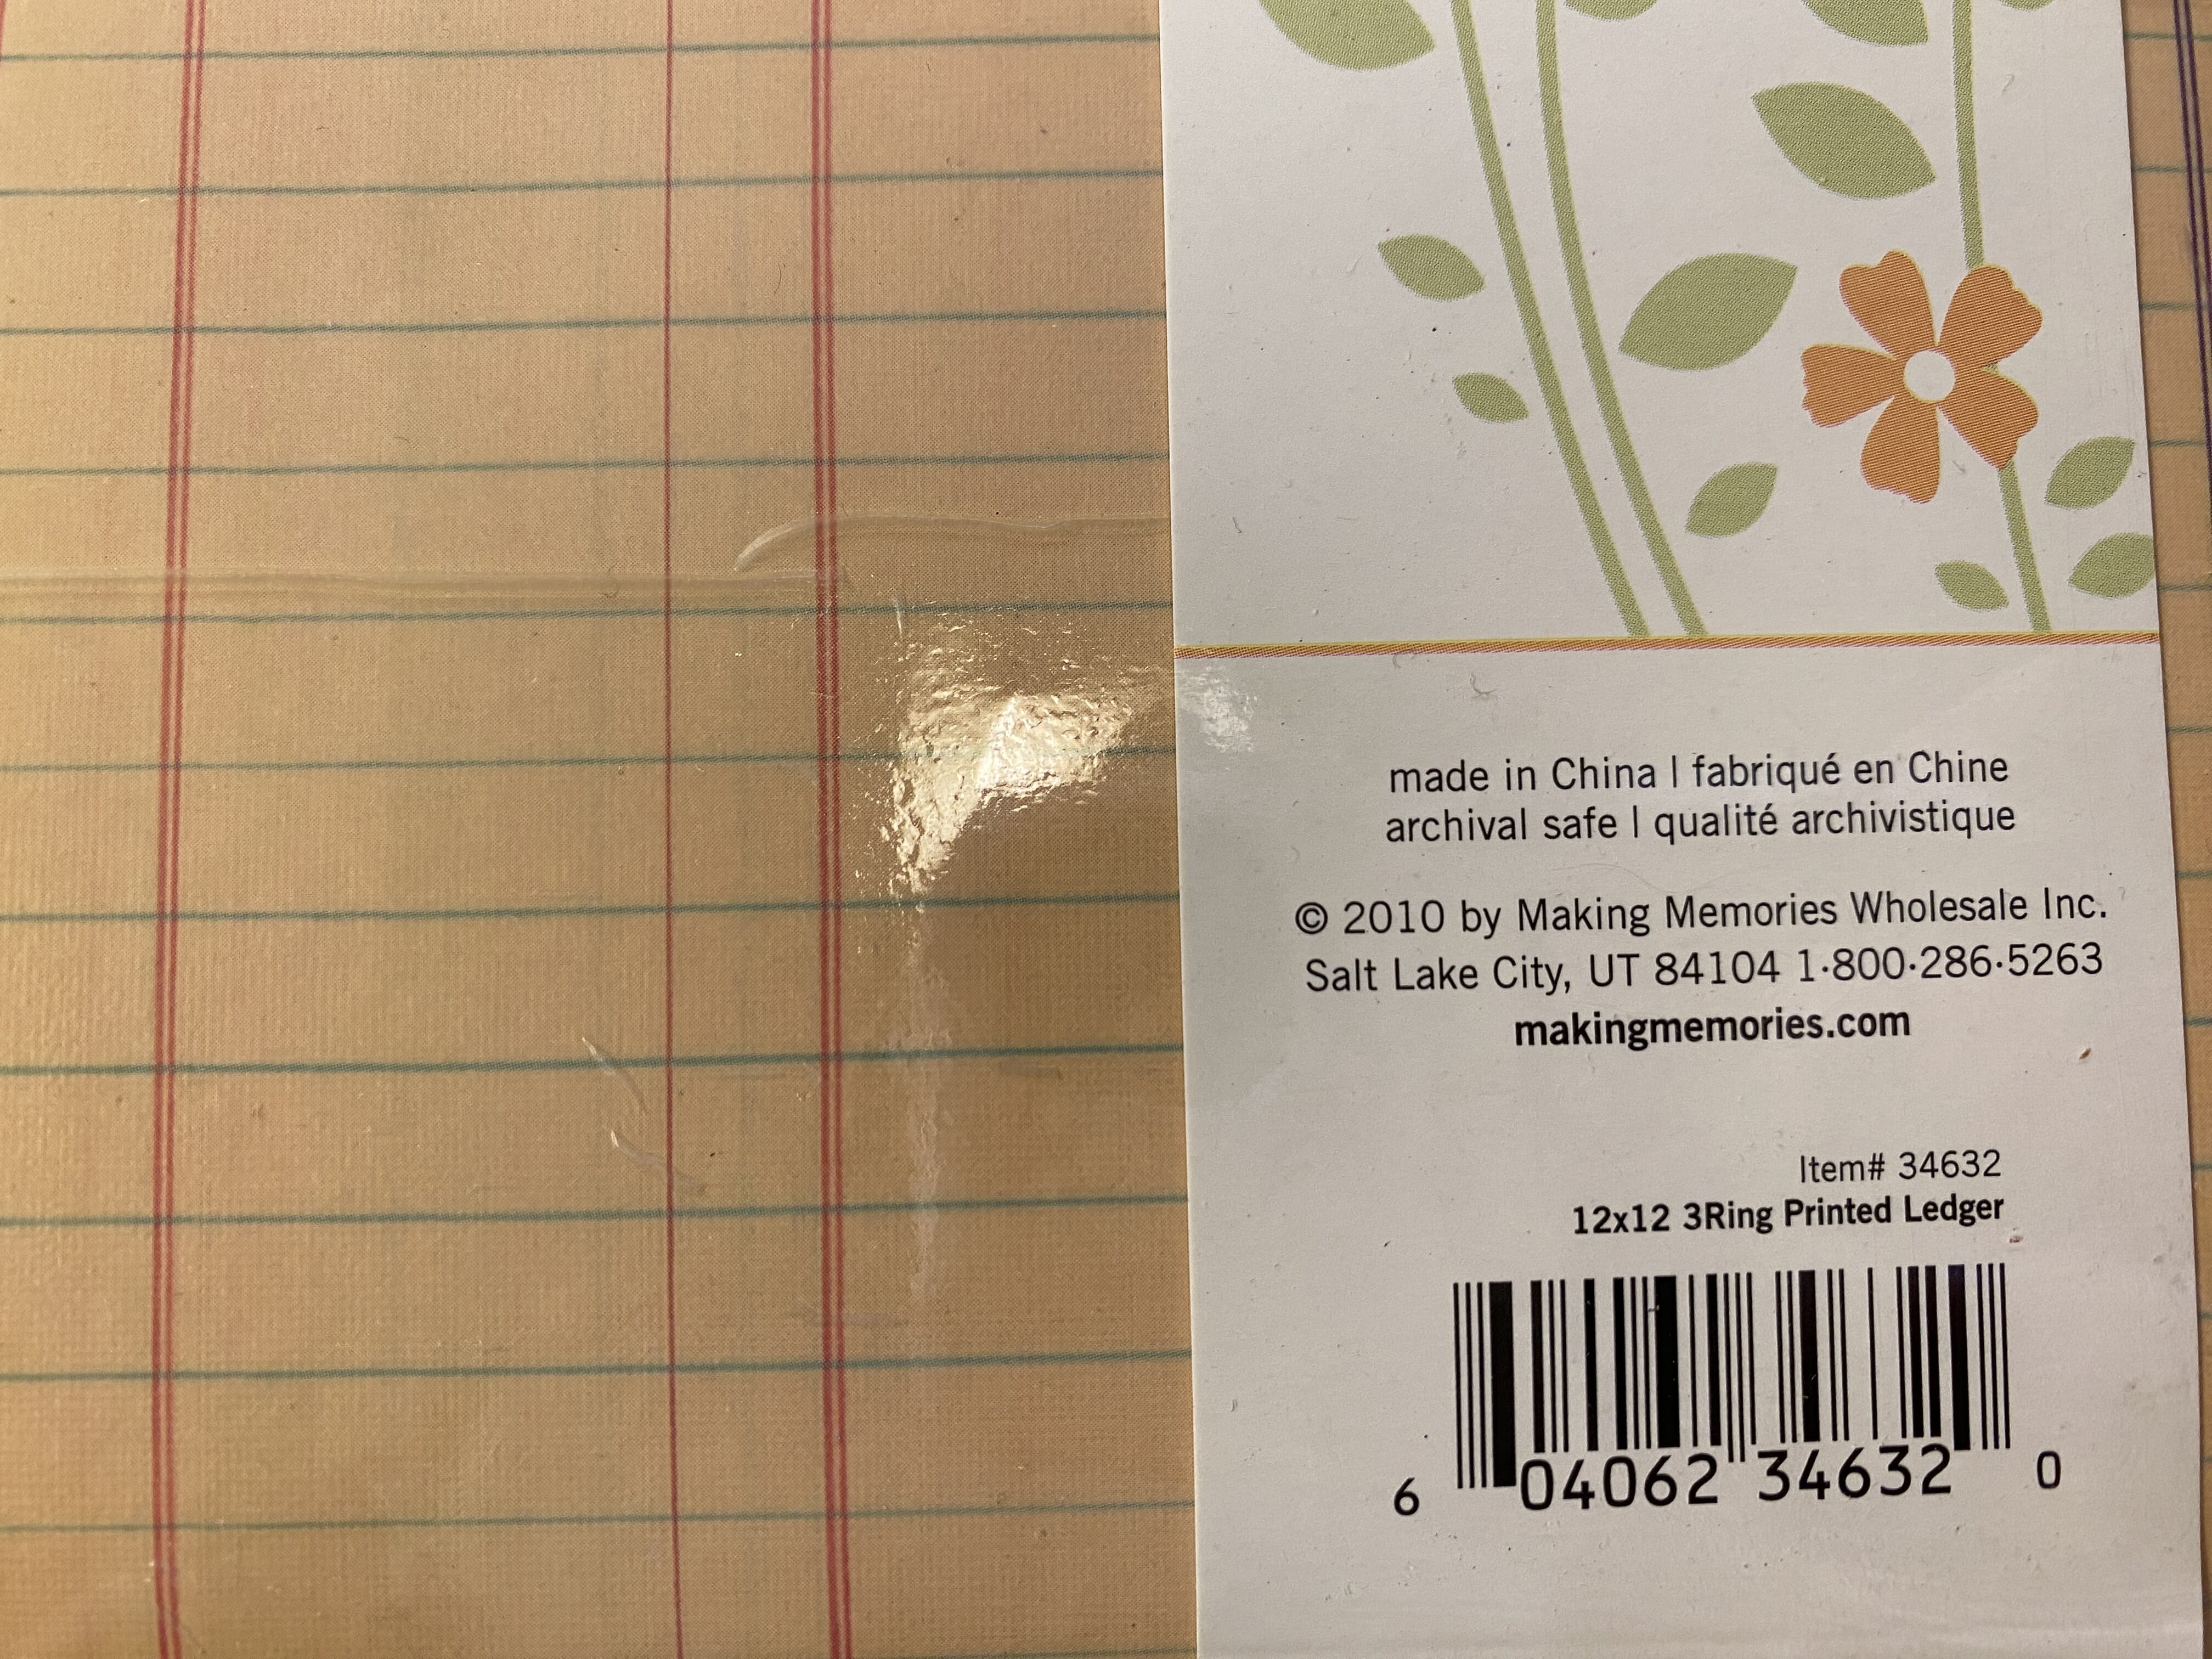 made in China | fabriqué en Chine
archival safe | qualité archivistique
© 2010 by Making Memories Wholesale Inc.
Salt Lake City, UT 84104 1·800·286·5263
makingmemories.com
Item# 34632
12x12 3Ring Printed Ledger
6 04062 34632 0